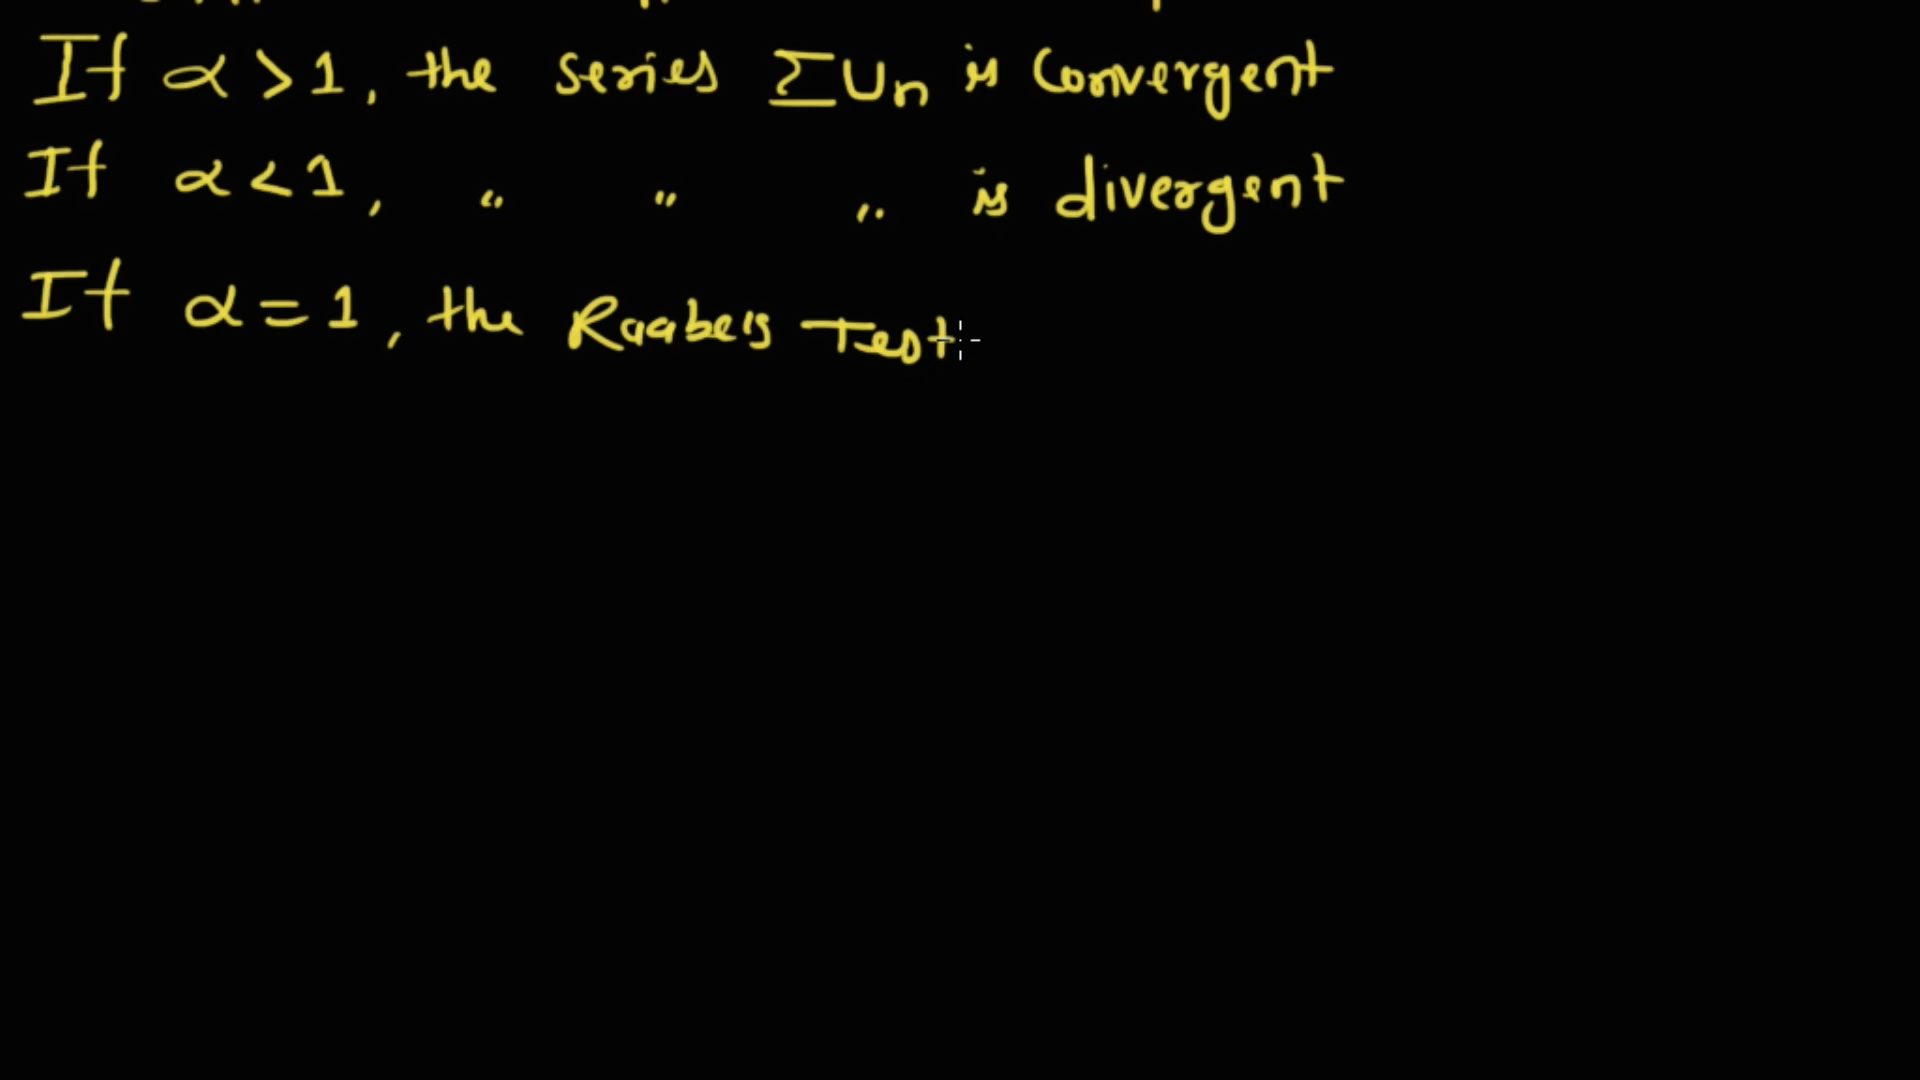 If α > 1, the series ΣUn is Convergent
If α < 1, " " " is divergent
If α = 1, the Raabe's Test